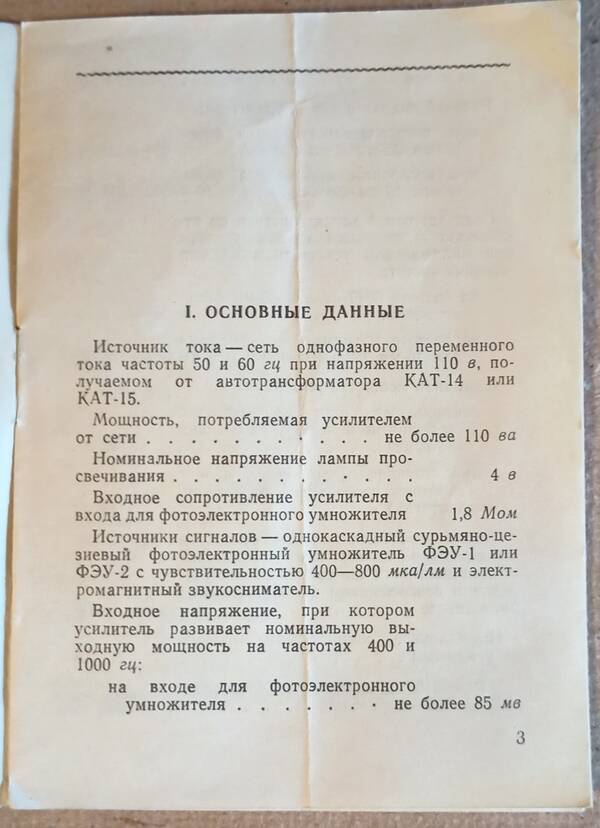 I. ОСНОВНЫЕ ДАННЫЕ
Источник тока — сеть однофазного переменного
тока частоты 50 и 60 гц при напряжении 110 в, по-
лучаемом от автотрансформатора КАТ-14 или
КАТ-15.
Мощность, потребляемая усилителем
от сети . . . . . . . . . . . . не более 110 ва
Номинальное напряжение лампы про-
свечивания . . . . . . . . . . . . 4 в
Входное сопротивление усилителя с
входа для фотоэлектронного умножителя 1,8 Мом
Источники сигналов — однокаскадный сурьмяно-це-
зиевый фотоэлектронный умножитель ФЭУ-1 или
ФЭУ-2 с чувствительностью 400—800 мка/лм и элект-
ромагнитный звукосниматель.
Входное напряжение, при котором
усилитель развивает номинальную вы-
ходную мощность на частотах 400 и
1000 гц:
на входе для фотоэлектронного
умножителя . . . . . . . не более 85 мв
3